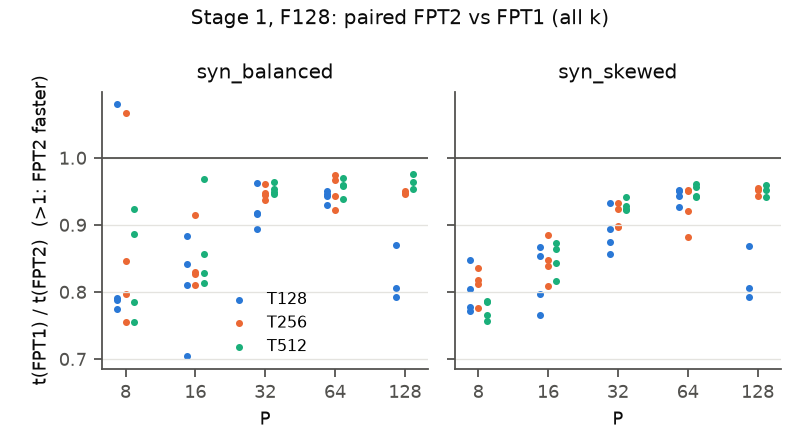 Stage 1, F128: paired FPT2 vs FPT1 (all k)
syn_balanced
syn_skewed
t(FPT1) / t(FPT2)  (>1: FPT2 faster)
1.0
0.9
0.8
0.7
T128
T256
T512
8 16 32 64 128
8 16 32 64 128
P
P